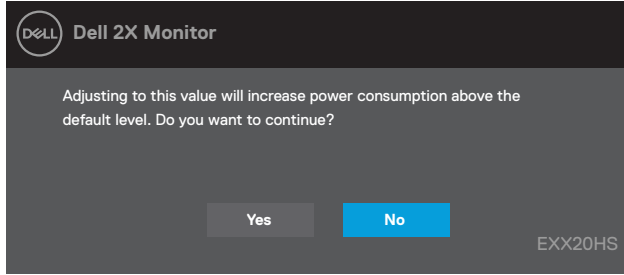 DELL Dell 2X Monitor
Adjusting to this value will increase power consumption above the
default level. Do you want to continue?
Yes No
EXX20HS